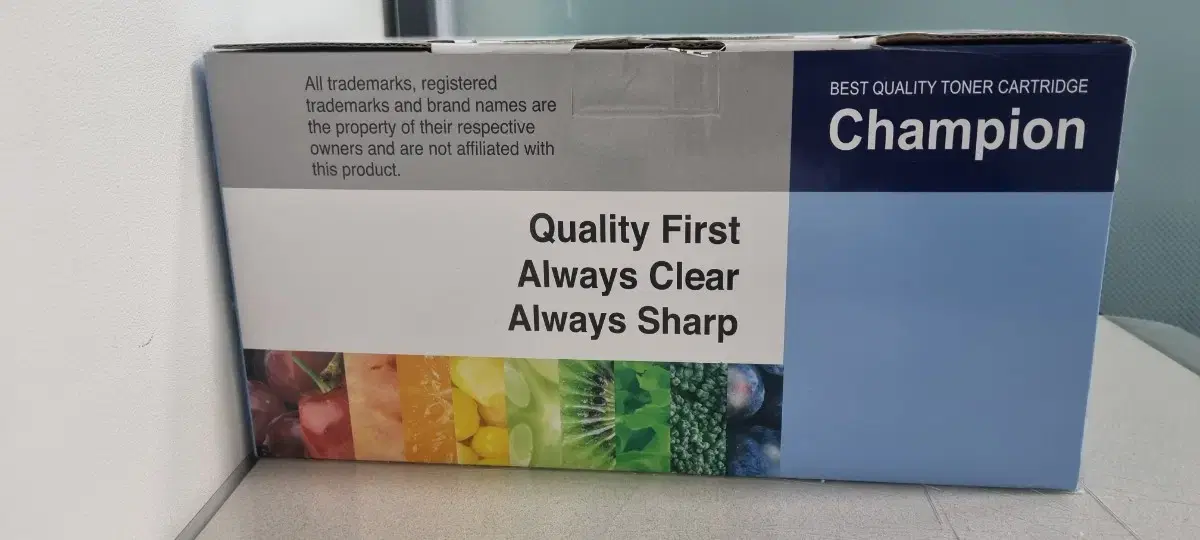 All trademarks, registered
trademarks and brand names are
the property of their respective
owners and are not affiliated with
this product.
BEST QUALITY TONER CARTRIDGE
Champion
Quality First
Always Clear
Always Sharp